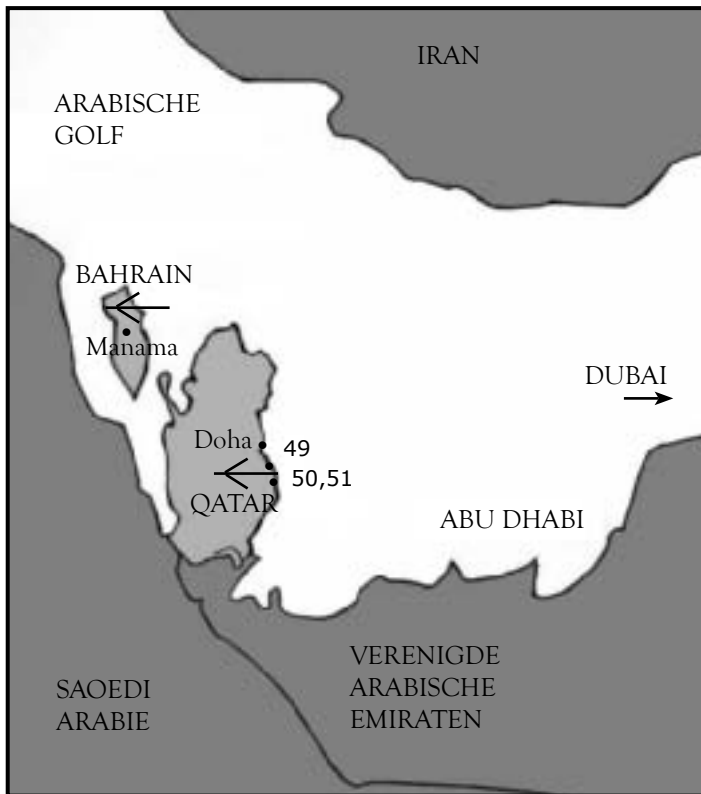 IRAN
ARABISCHE
GOLF
BAHRAIN
Manama
DUBAI
Doha
49
50,51
QATAR
ABU DHABI
VERENIGDE
ARABISCHE
EMIRATEN
SAOEDI
ARABIE